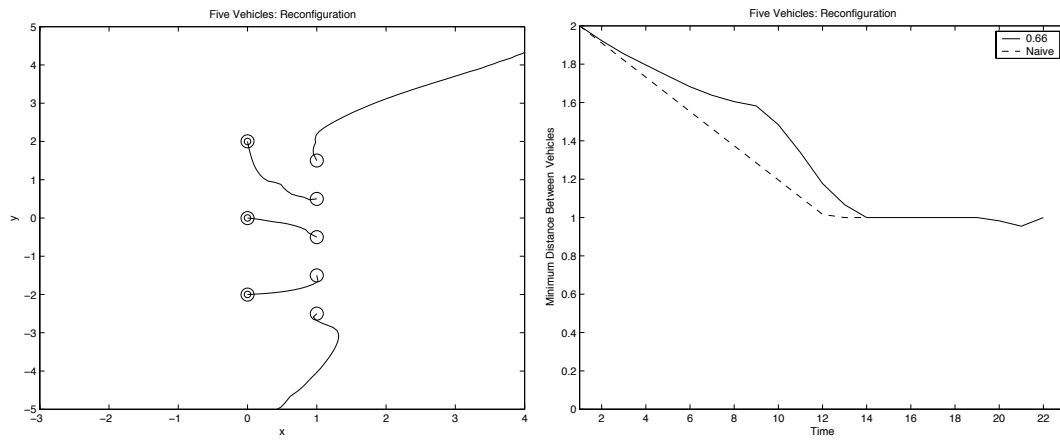 Five Vehicles: Reconfiguration
5
4
3
2
1
0
−1
−2
−3
−4
−5
y
−3 −2 −1 0 1 2 3 4
x
Five Vehicles: Reconfiguration
2
1.8
1.6
1.4
1.2
1
0.8
0.6
0.4
0.2
0
Minimum Distance Between Vehicles
0.66
Naive
2 4 6 8 10 12 14 16 18 20 22
Time